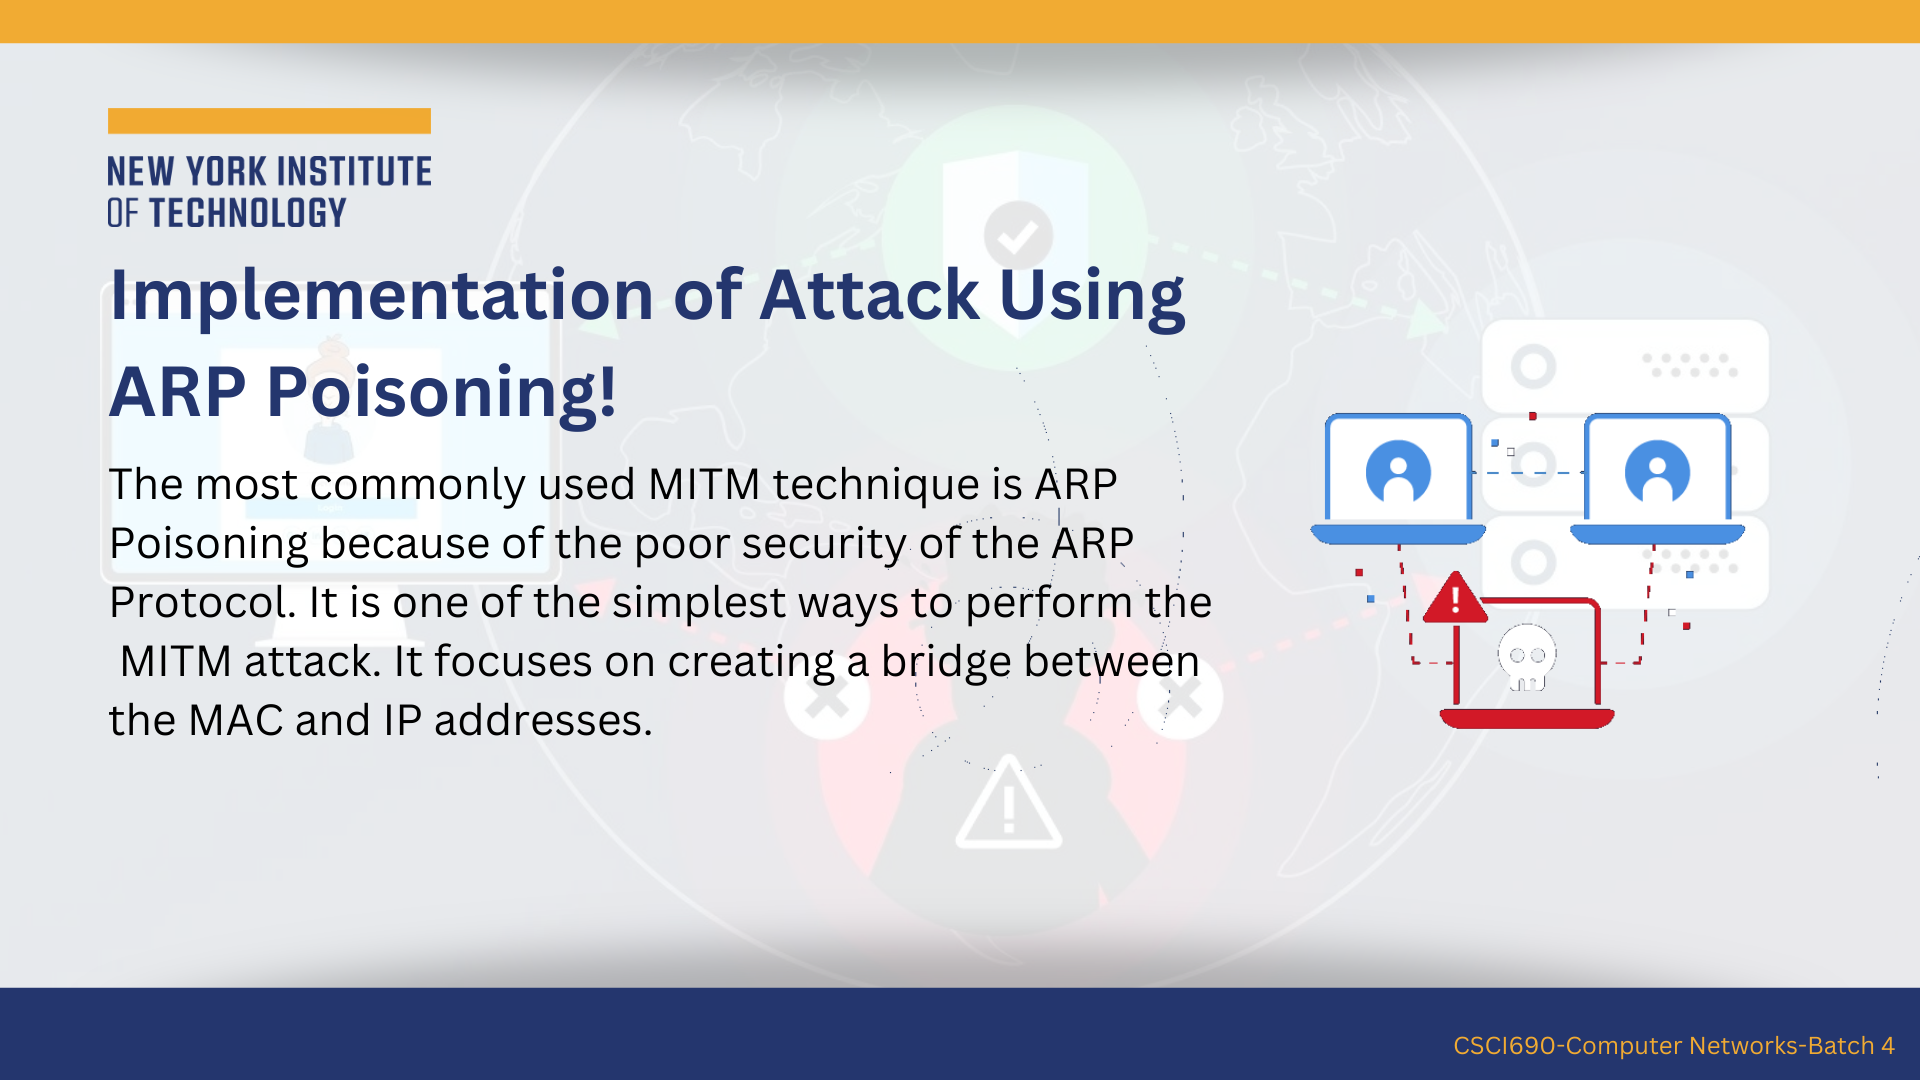 NEW YORK INSTITUTE
OF TECHNOLOGY
Implementation of Attack Using
ARP Poisoning!
The most commonly used MITM technique is ARP
Poisoning because of the poor security of the ARP
Protocol. It is one of the simplest ways to perform the
MITM attack. It focuses on creating a bridge between
the MAC and IP addresses.
CSCI690-Computer Networks-Batch 4